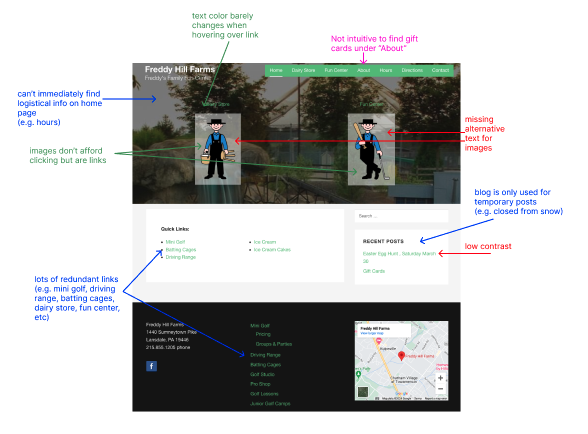 text color barely
changes when
hovering over link
Not intuitive to find gift
cards under "About"
Freddy Hill Farms
Freddy's Family Fun Center
Home Dairy Store Fun Center About Hours Directions Contact
can't immediately find
logistical info on home
page
(e.g. hours)
Dairy Store
Fun Center
missing
alternative
text for
images
images don't afford
clicking but are links
blog is only used for
temporary posts
(e.g. closed from snow)
Search ...
Quick Links:
Mini Golf
Batting Cages
Driving Range
Ice Cream
Ice Cream Cakes
RECENT POSTS
Easter Egg Hunt , Saturday Marsh
30
Gift Cards
low contrast
lots of redundant links
(e.g. mini golf, driving
range, batting cages,
dairy store, fun center,
etc)
Freddy Hill Farms
1440 Sumneytown Pike
Lansdale, PA 19446
215.855.1205 phone
Mini Golf
Pricing
Groups & Parties
Driving Range
Batting Cages
Golf Studio
Pro Shop
Golf Lessons
Junior Golf Camps
Freddy Hill Farms
View larger map
Kulpsville
Freddy Hill Farms
Chatham Village
at Towamencin
Google